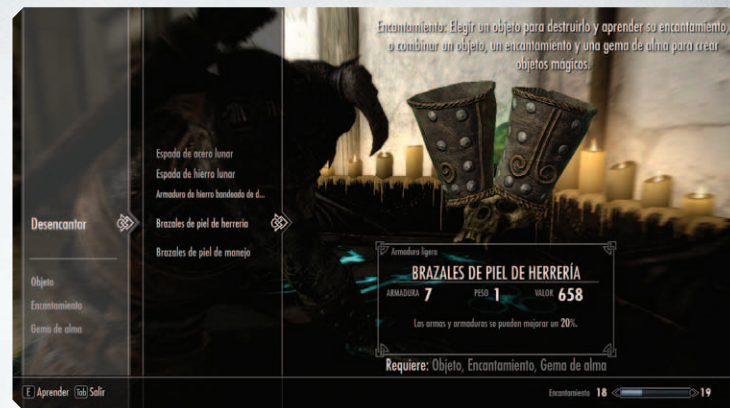 Encantamiento: Elegir un objeto para destruirlo y aprender su encantamiento,
o combinar un objeto, un encantamiento y una gema de alma para crear
objetos mágicos.
Desencantar
Objeto
Encantamiento
Gema de alma
Espada de acero lunar
Espada de hierro lunar
Armadura de hierro bandeada de d...
Brazales de piel de herrería
Brazales de piel de manejo
Armadura ligera
BRAZALES DE PIEL DE HERRERÍA
ARMADURA 7 PESO 1 VALOR 658
Las armas y armaduras se pueden mejorar un 20%.
Requiere: Objeto, Encantamiento, Gema de alma
E Aprender Tab Salir
Encantamiento 18 19